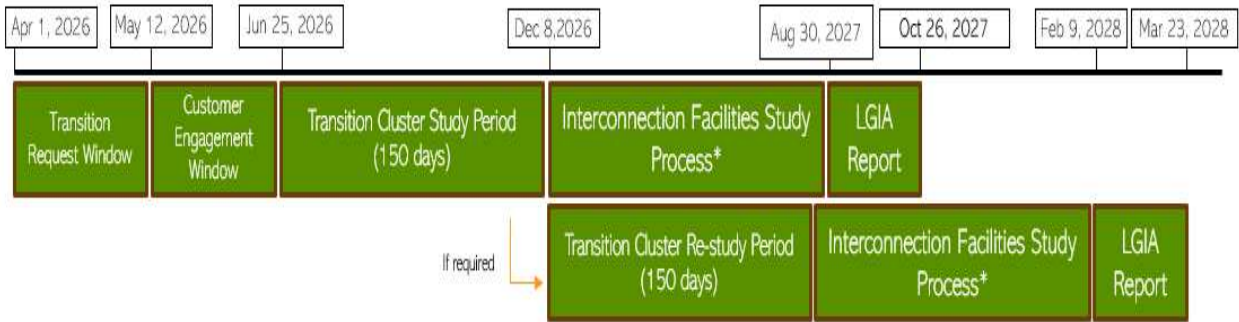 Apr 1, 2026
May 12, 2026
Jun 25, 2026
Dec 8,2026
Aug 30, 2027
Oct 26, 2027
Feb 9, 2028
Mar 23, 2028
Transition
Request Window
Customer
Engagement
Window
Transition Cluster Study Period
(150 days)
Interconnection Facilities Study
Process*
LGIA
Report
If required
Transition Cluster Re-study Period
(150 days)
Interconnection Facilities Study
Process*
LGIA
Report